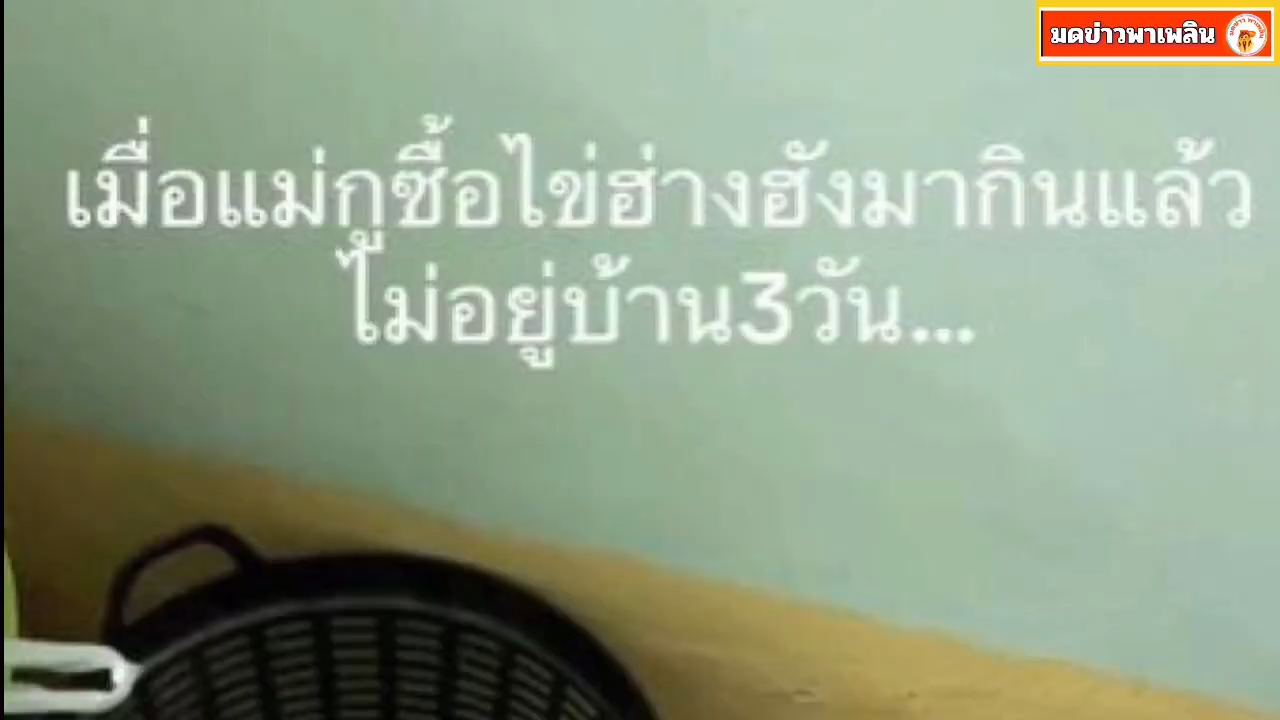 มดข่าวพาเพลิน
เมื่อแม่กูซื้อไข่ฮ่างฮังมากินแล้ว
ไม่อยู่บ้าน3วัน...